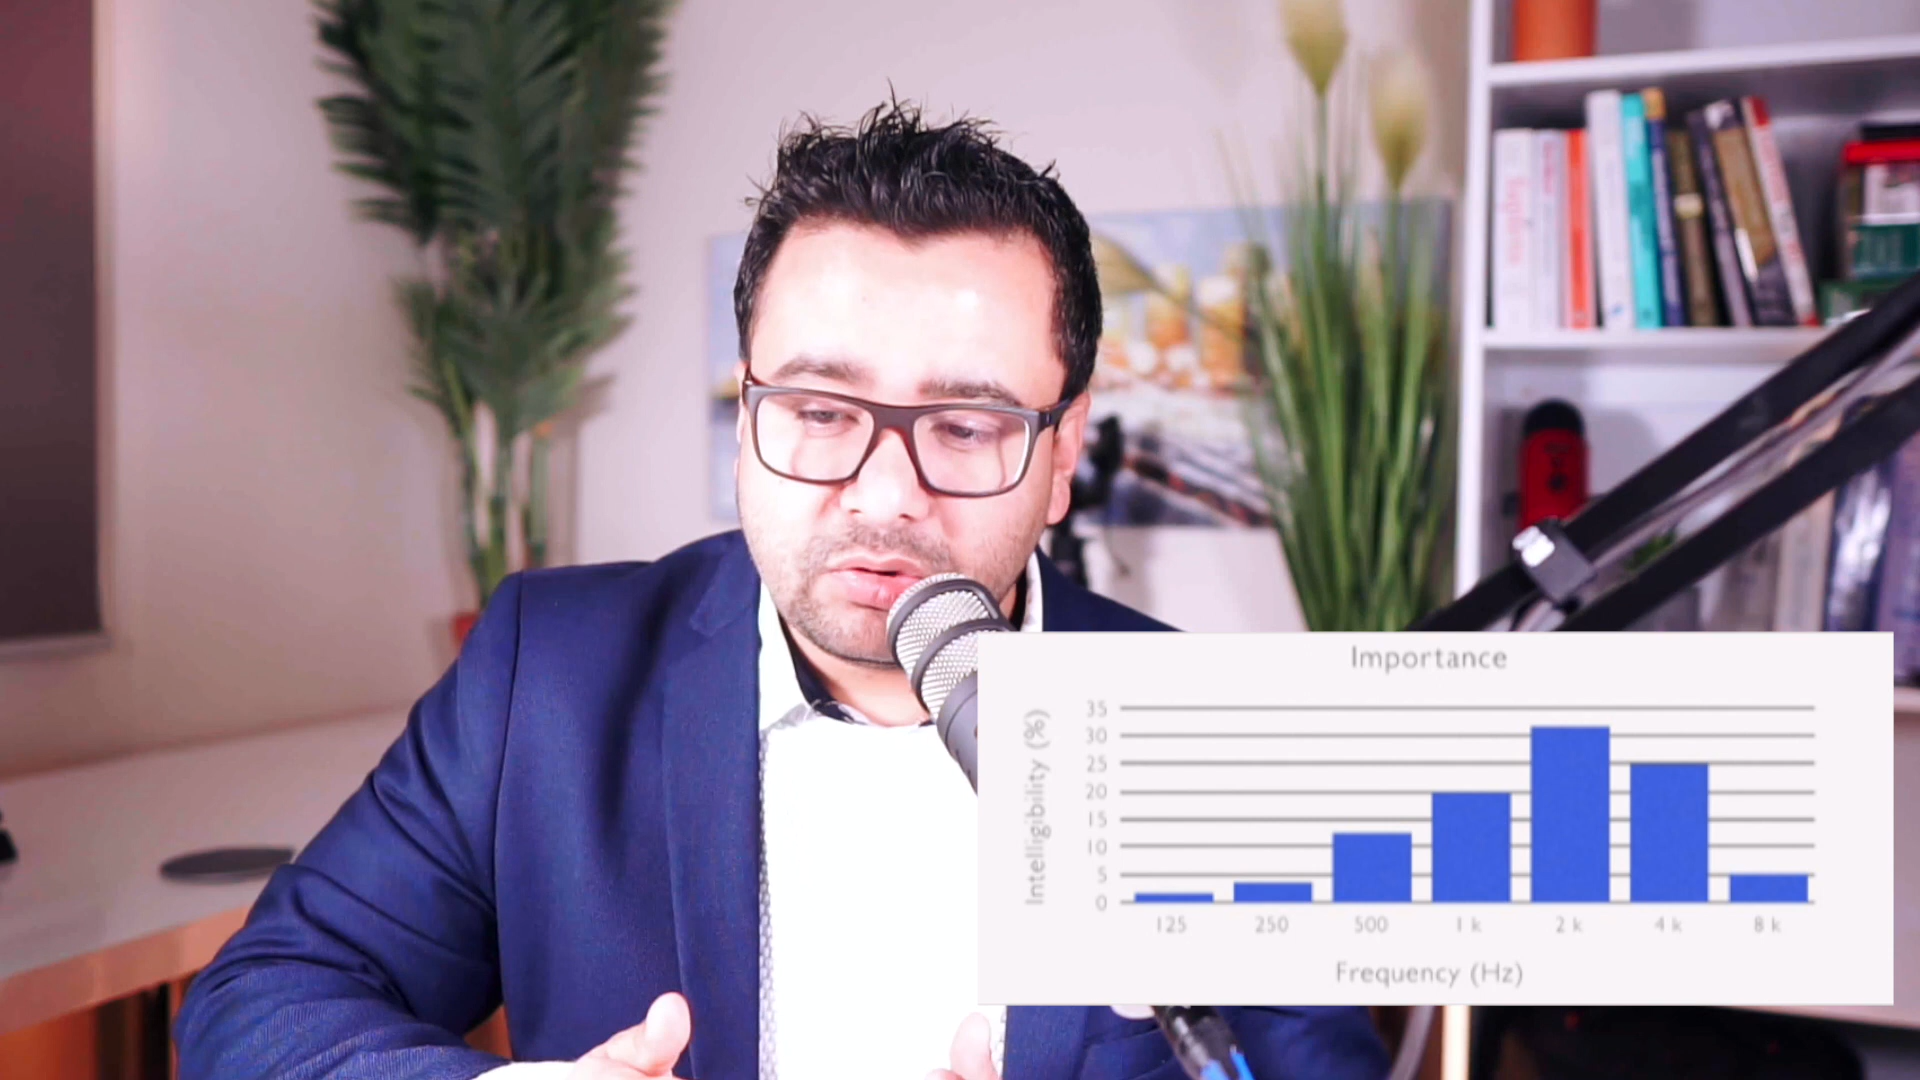 Importance
Intelligibility (%)
35
30
25
20
15
10
5
0
125 250 500 1 k 2 k 4 k 8 k
Frequency (Hz)